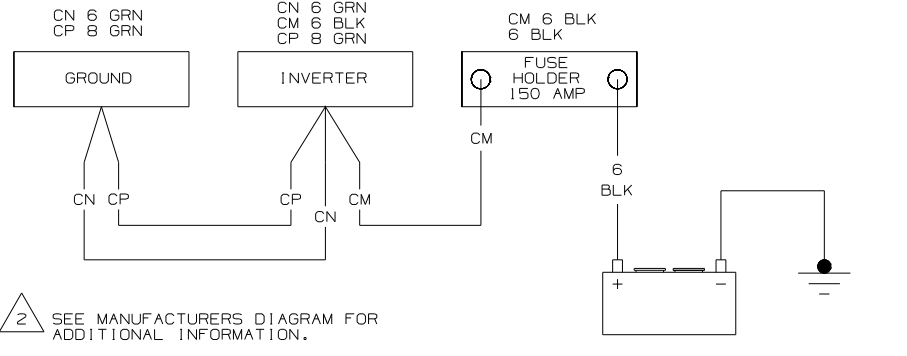 CN 6 GRN
CP 8 GRN
CN 6 GRN
CM 6 BLK
CP 8 GRN
CM 6 BLK
6 BLK
GROUND
INVERTER
FUSE
HOLDER
150 AMP
CM
6
BLK
CN CP
CP
CN
CM
+
−
2
SEE MANUFACTURERS DIAGRAM FOR
ADDITIONAL INFORMATION.